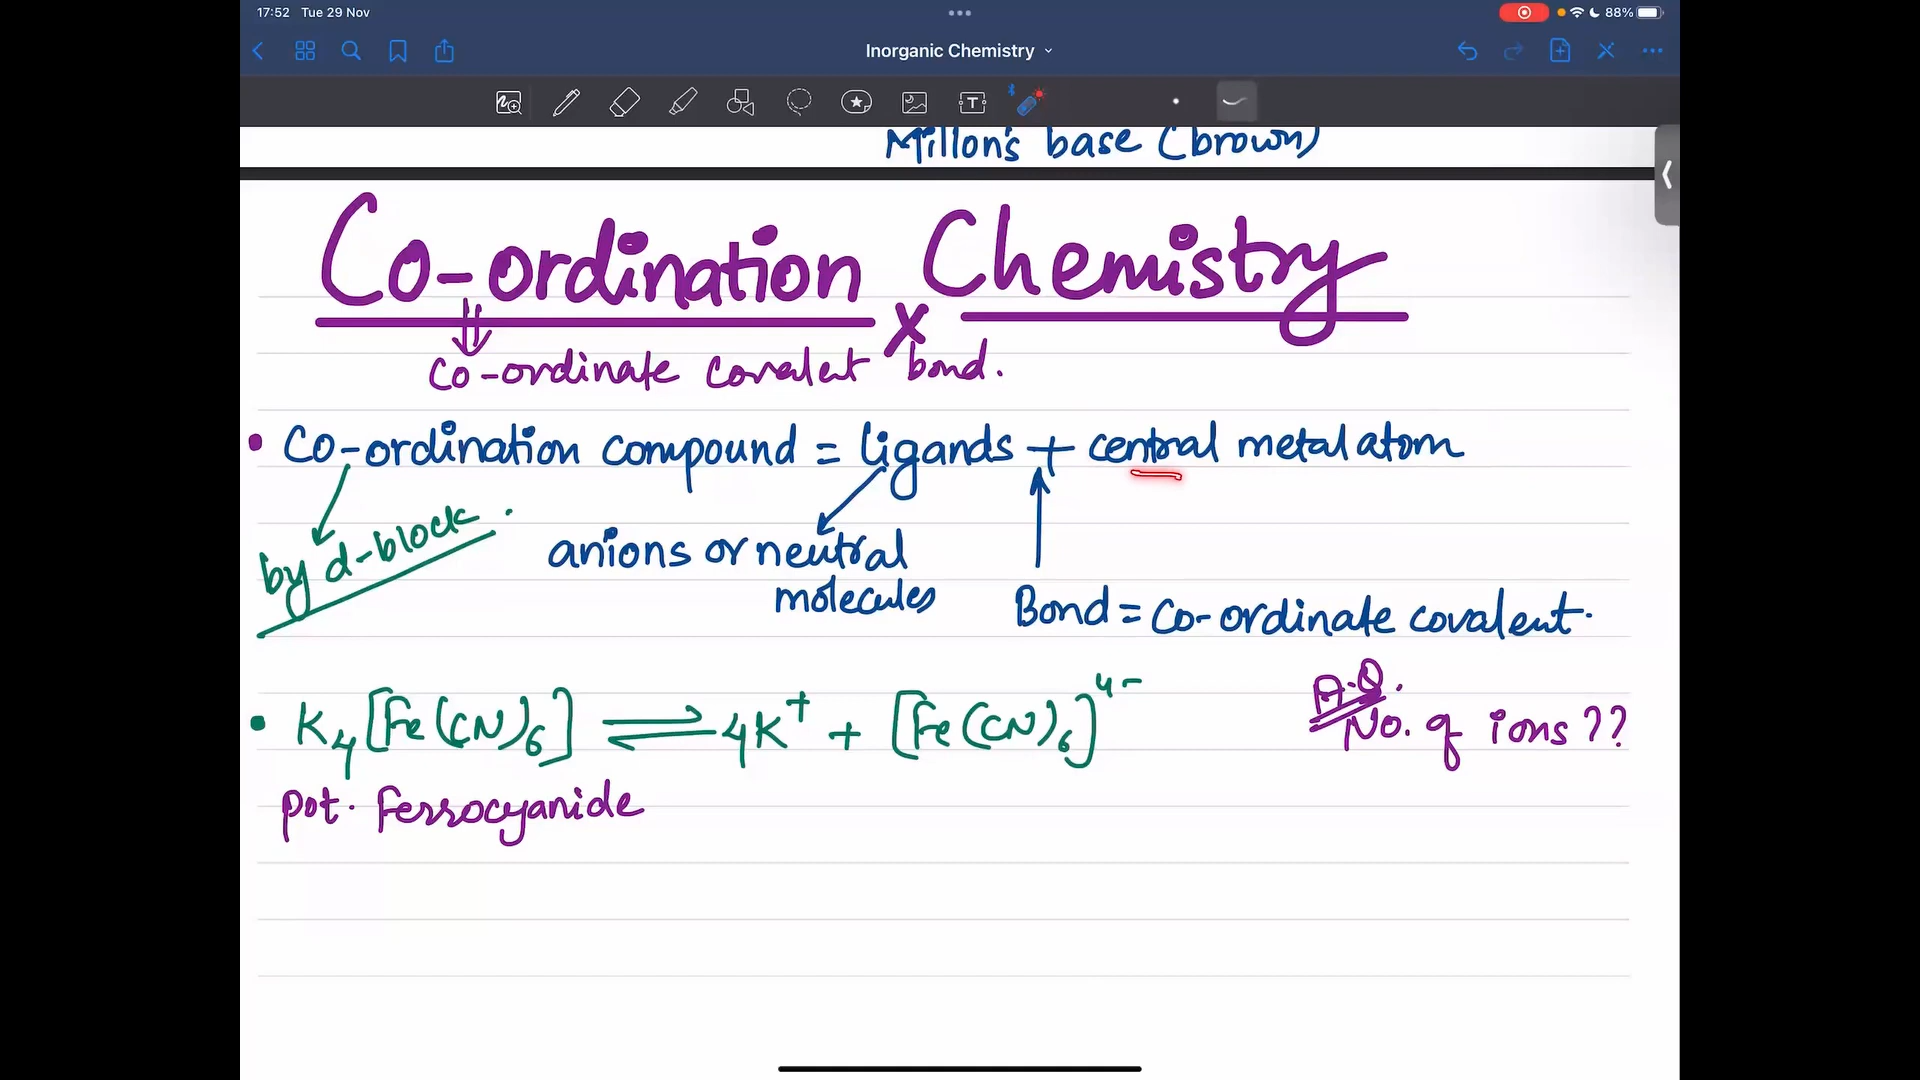 17:52 Tue 29 Nov 88%
Inorganic Chemistry
Millon's base (brown)
Co-ordination Chemistry
Co-ordinate covalent bond.
• Co-ordination compound = ligands + central metal atom
by d-block.
anions or neutral
molecules
Bond = Co-ordinate covalent.
A.Q.
• K₄[Fe(CN)₆] ⇌ 4K⁺ + [Fe(CN)₆]⁴⁻ No. of ions ??
pot. Ferrocyanide